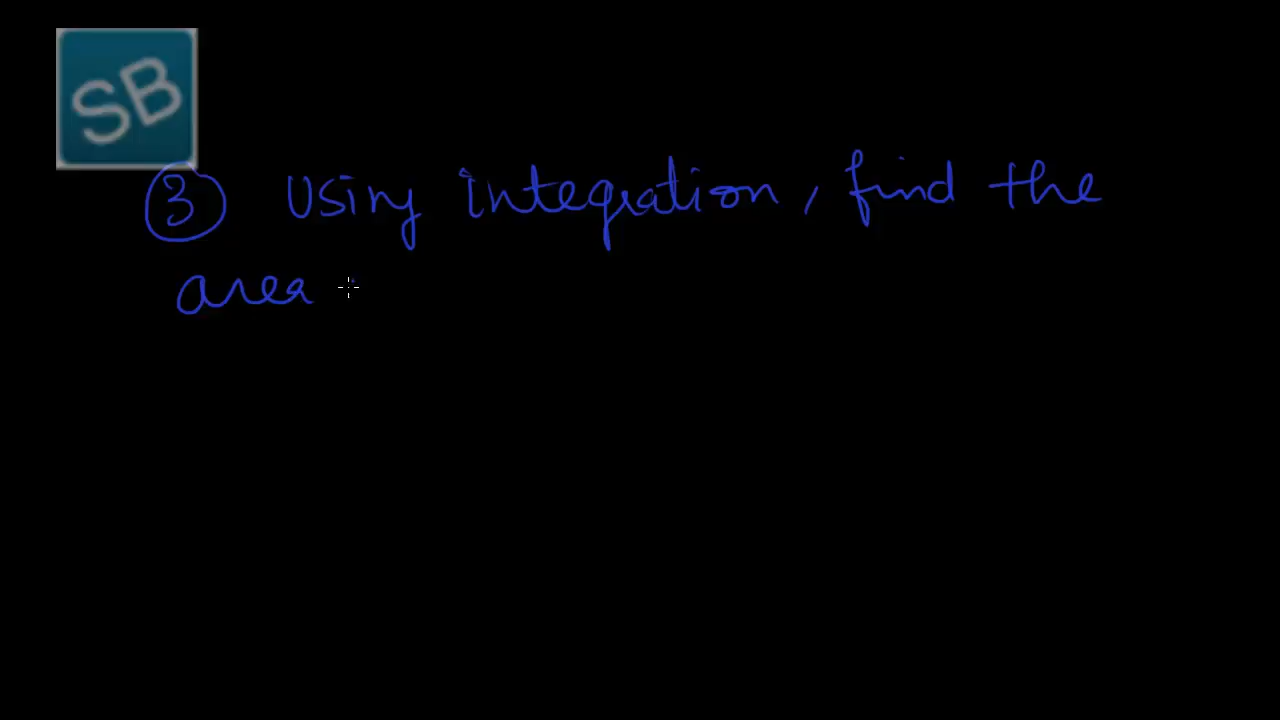 SB
③ Using integration, find the
area